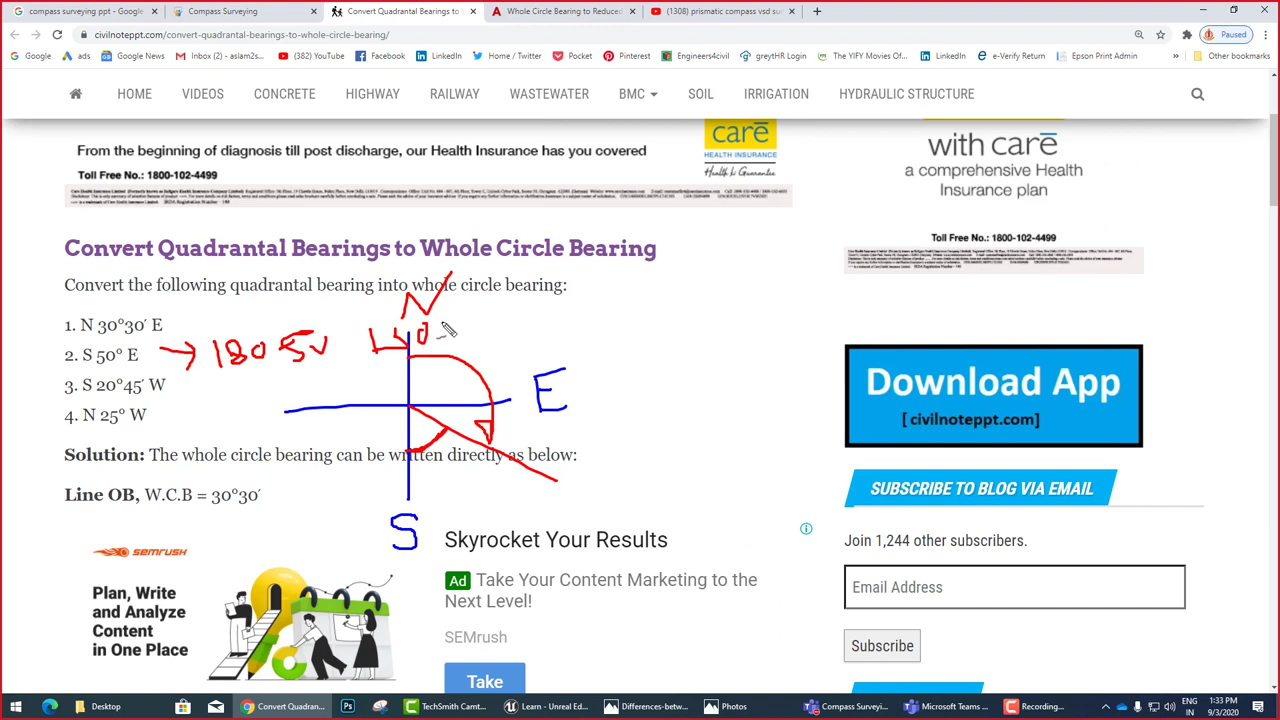 compass surveying ppt - Google
Compass Surveying
Convert Quadrantal Bearings to
Whole Circle Bearing to Reduced
(1308) prismatic compass vsd su
civilnoteppt.com/convert-quadrantal-bearings-to-whole-circle-bearing/
Paused
Google
ads
Google News
Inbox (2) - aslam2s...
(382) YouTube
Facebook
LinkedIn
Home / Twitter
Pocket
Pinterest
Engineers4civil
greytHR Login
The YIFY Movies Of...
LinkedIn
e-Verify Return
Epson Print Admin
Other bookmarks
HOME
VIDEOS
CONCRETE
HIGHWAY
RAILWAY
WASTEWATER
BMC
SOIL
IRRIGATION
HYDRAULIC STRUCTURE
From the beginning of diagnosis till post discharge, our Health Insurance has you covered
Toll Free No.: 1800-102-4499
care
HEALTH INSURANCE
with care
a comprehensive Health
Insurance plan
Toll Free No.: 1800-102-4499
Convert Quadrantal Bearings to Whole Circle Bearing
Convert the following quadrantal bearing into whole circle bearing:
1. N 30°30´ E
2. S 50° E
3. S 20°45´ W
4. N 25° W
N
E
S
180
Solution: The whole circle bearing can be written directly as below:
Line OB, W.C.B = 30°30´
SEMRUSH
Plan, Write
and Analyze
Content
in One Place
Skyrocket Your Results
Ad Take Your Content Marketing to the
Next Level!
SEMrush
Take
Download App
[ civilnoteppt.com]
SUBSCRIBE TO BLOG VIA EMAIL
Join 1,244 other subscribers.
Email Address
Subscribe
Desktop
Convert Quadran...
TechSmith Camt...
Learn - Unreal Eng...
Differences-betw...
Photos
Compass Surveyi...
Microsoft Teams ...
Recording...
ENG
IN
1:33 PM
9/3/2020